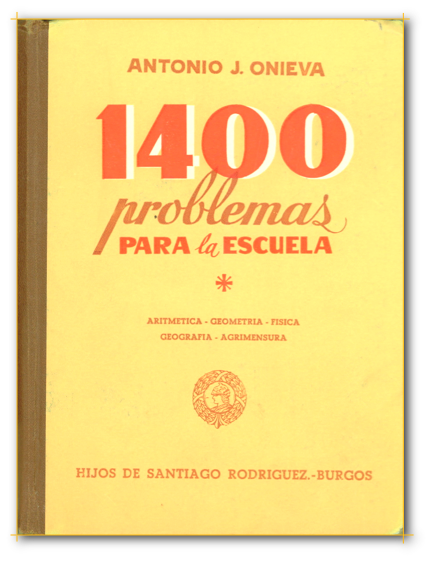 ANTONIO J. ONIEVA
1400
problemas
PARA la ESCUELA
*
ARITMETICA - GEOMETRIA - FISICA
GEOGRAFIA - AGRIMENSURA
HIJOS DE SANTIAGO RODRIGUEZ.-BURGOS